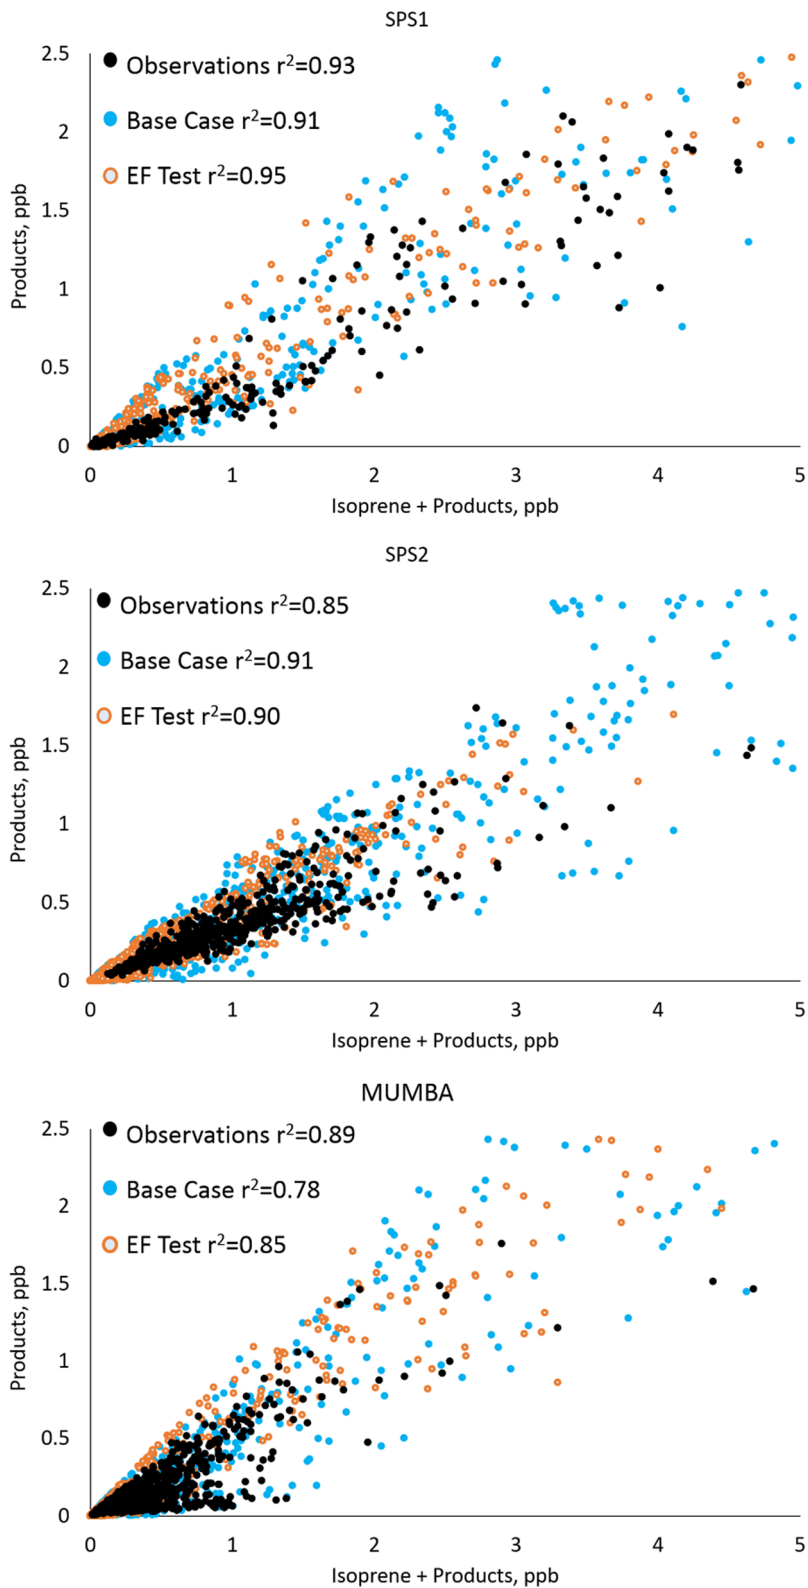 SPS1
2.5
Observations r²=0.93
2
Base Case r²=0.91
EF Test r²=0.95
1.5
1
0.5
0
Products, ppb
0 1 2 3 4 5
Isoprene + Products, ppb
SPS2
2.5
Observations r²=0.85
Base Case r²=0.91
2
EF Test r²=0.90
1.5
1
0.5
0
Products, ppb
0 1 2 3 4 5
Isoprene + Products, ppb
MUMBA
2.5
Observations r²=0.89
Base Case r²=0.78
2
EF Test r²=0.85
1.5
1
0.5
0
Products, ppb
0 1 2 3 4 5
Isoprene + Products, ppb